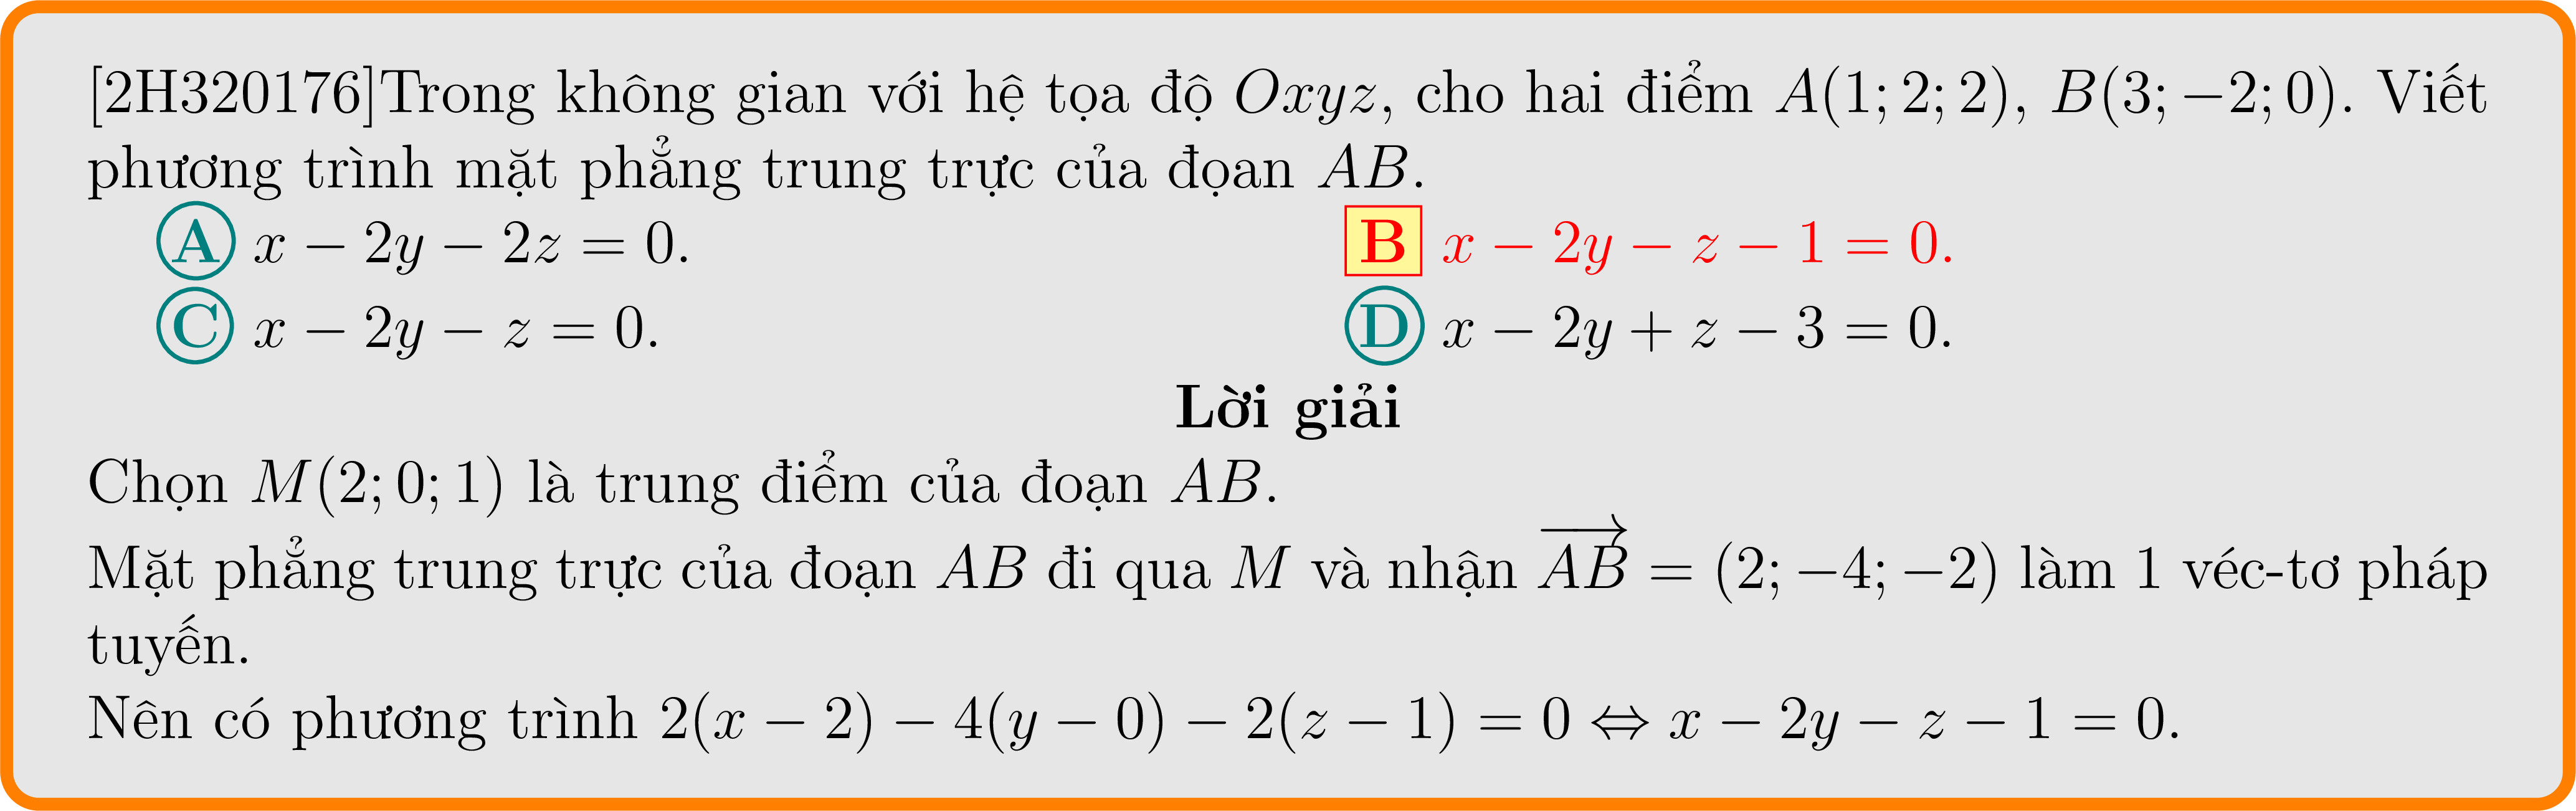 [2H320176]Trong không gian với hệ tọa độ Oxyz, cho hai điểm A(1; 2; 2), B(3; −2; 0). Viết
phương trình mặt phẳng trung trực của đọan AB.
A x − 2y − 2z = 0.
B x − 2y − z − 1 = 0.
C x − 2y − z = 0.
D x − 2y + z − 3 = 0.
Lời giải
Chọn M(2; 0; 1) là trung điểm của đoạn AB.
Mặt phẳng trung trực của đoạn AB đi qua M và nhận $\overrightarrow{AB}$ = (2; −4; −2) làm 1 véc-tơ pháp
tuyến.
Nên có phương trình 2(x − 2) − 4(y − 0) − 2(z − 1) = 0 ⇔ x − 2y − z − 1 = 0.